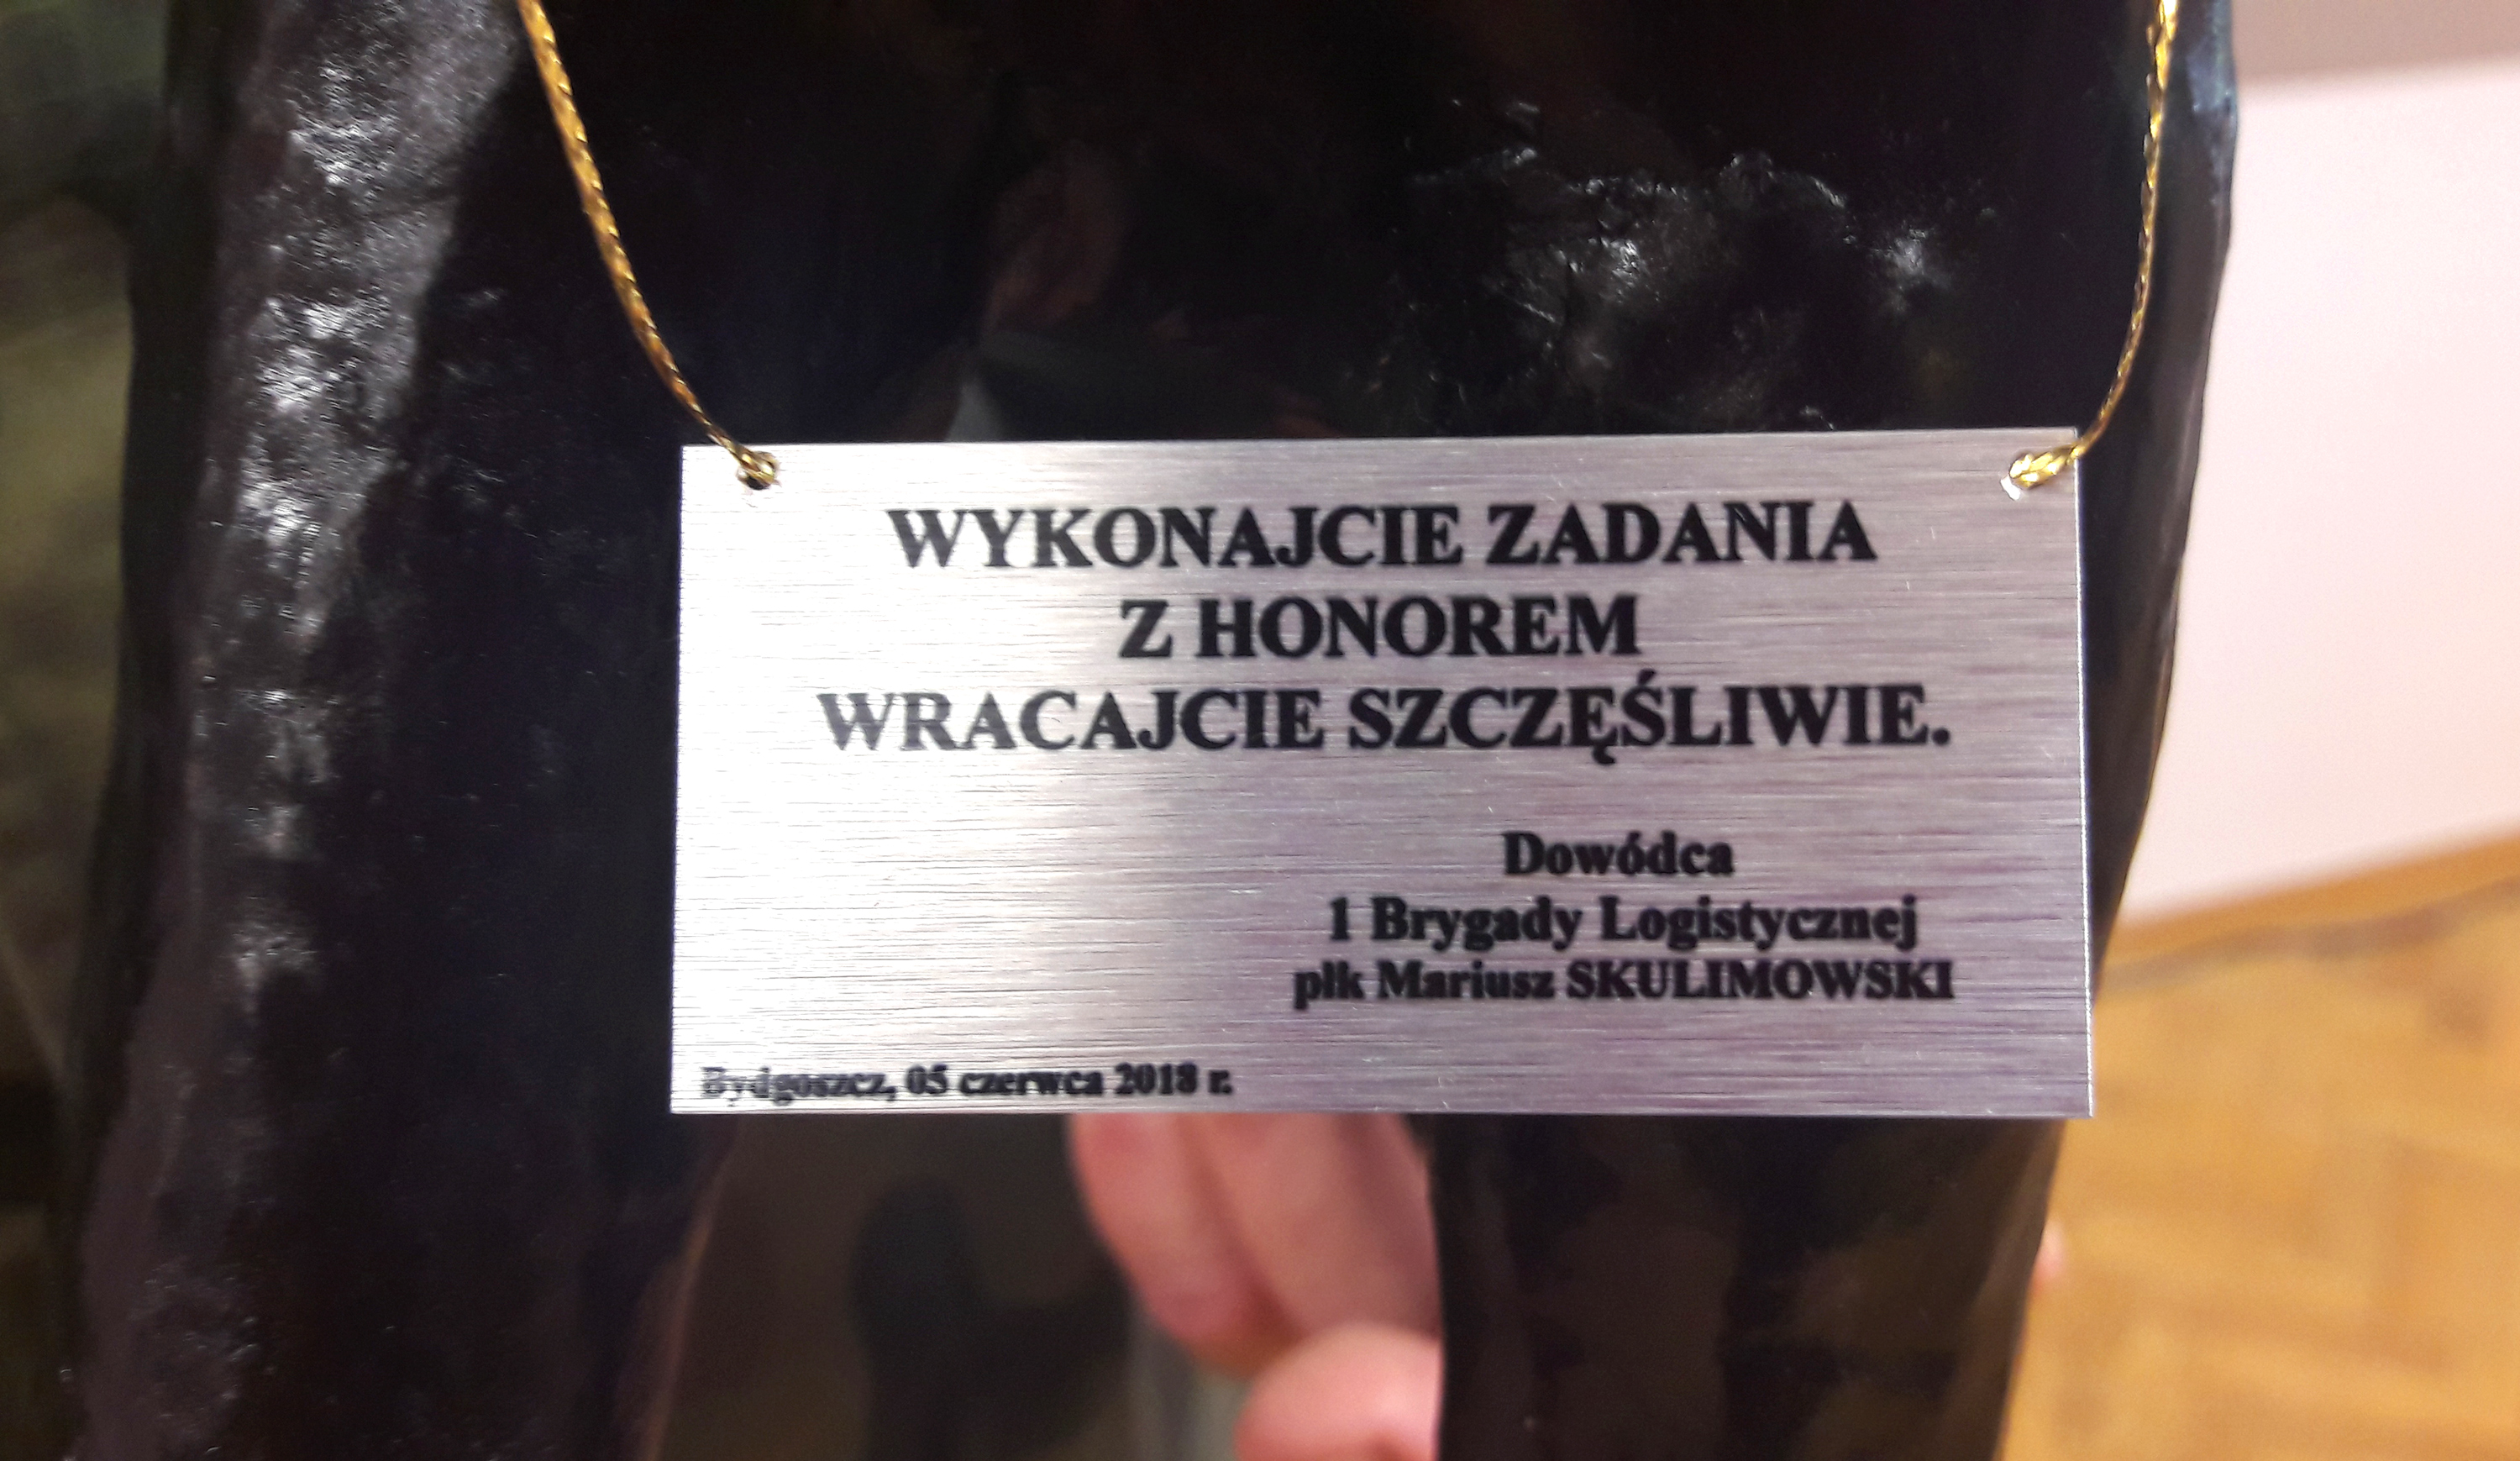 WYKONAJCIE ZADANIA
Z HONOREM
WRACAJCIE SZCZĘŚLIWIE.
Dowódca
1 Brygady Logistycznej
płk Mariusz SKULIMOWSKI
Bydgoszcz, 05 czerwca 2018 r.